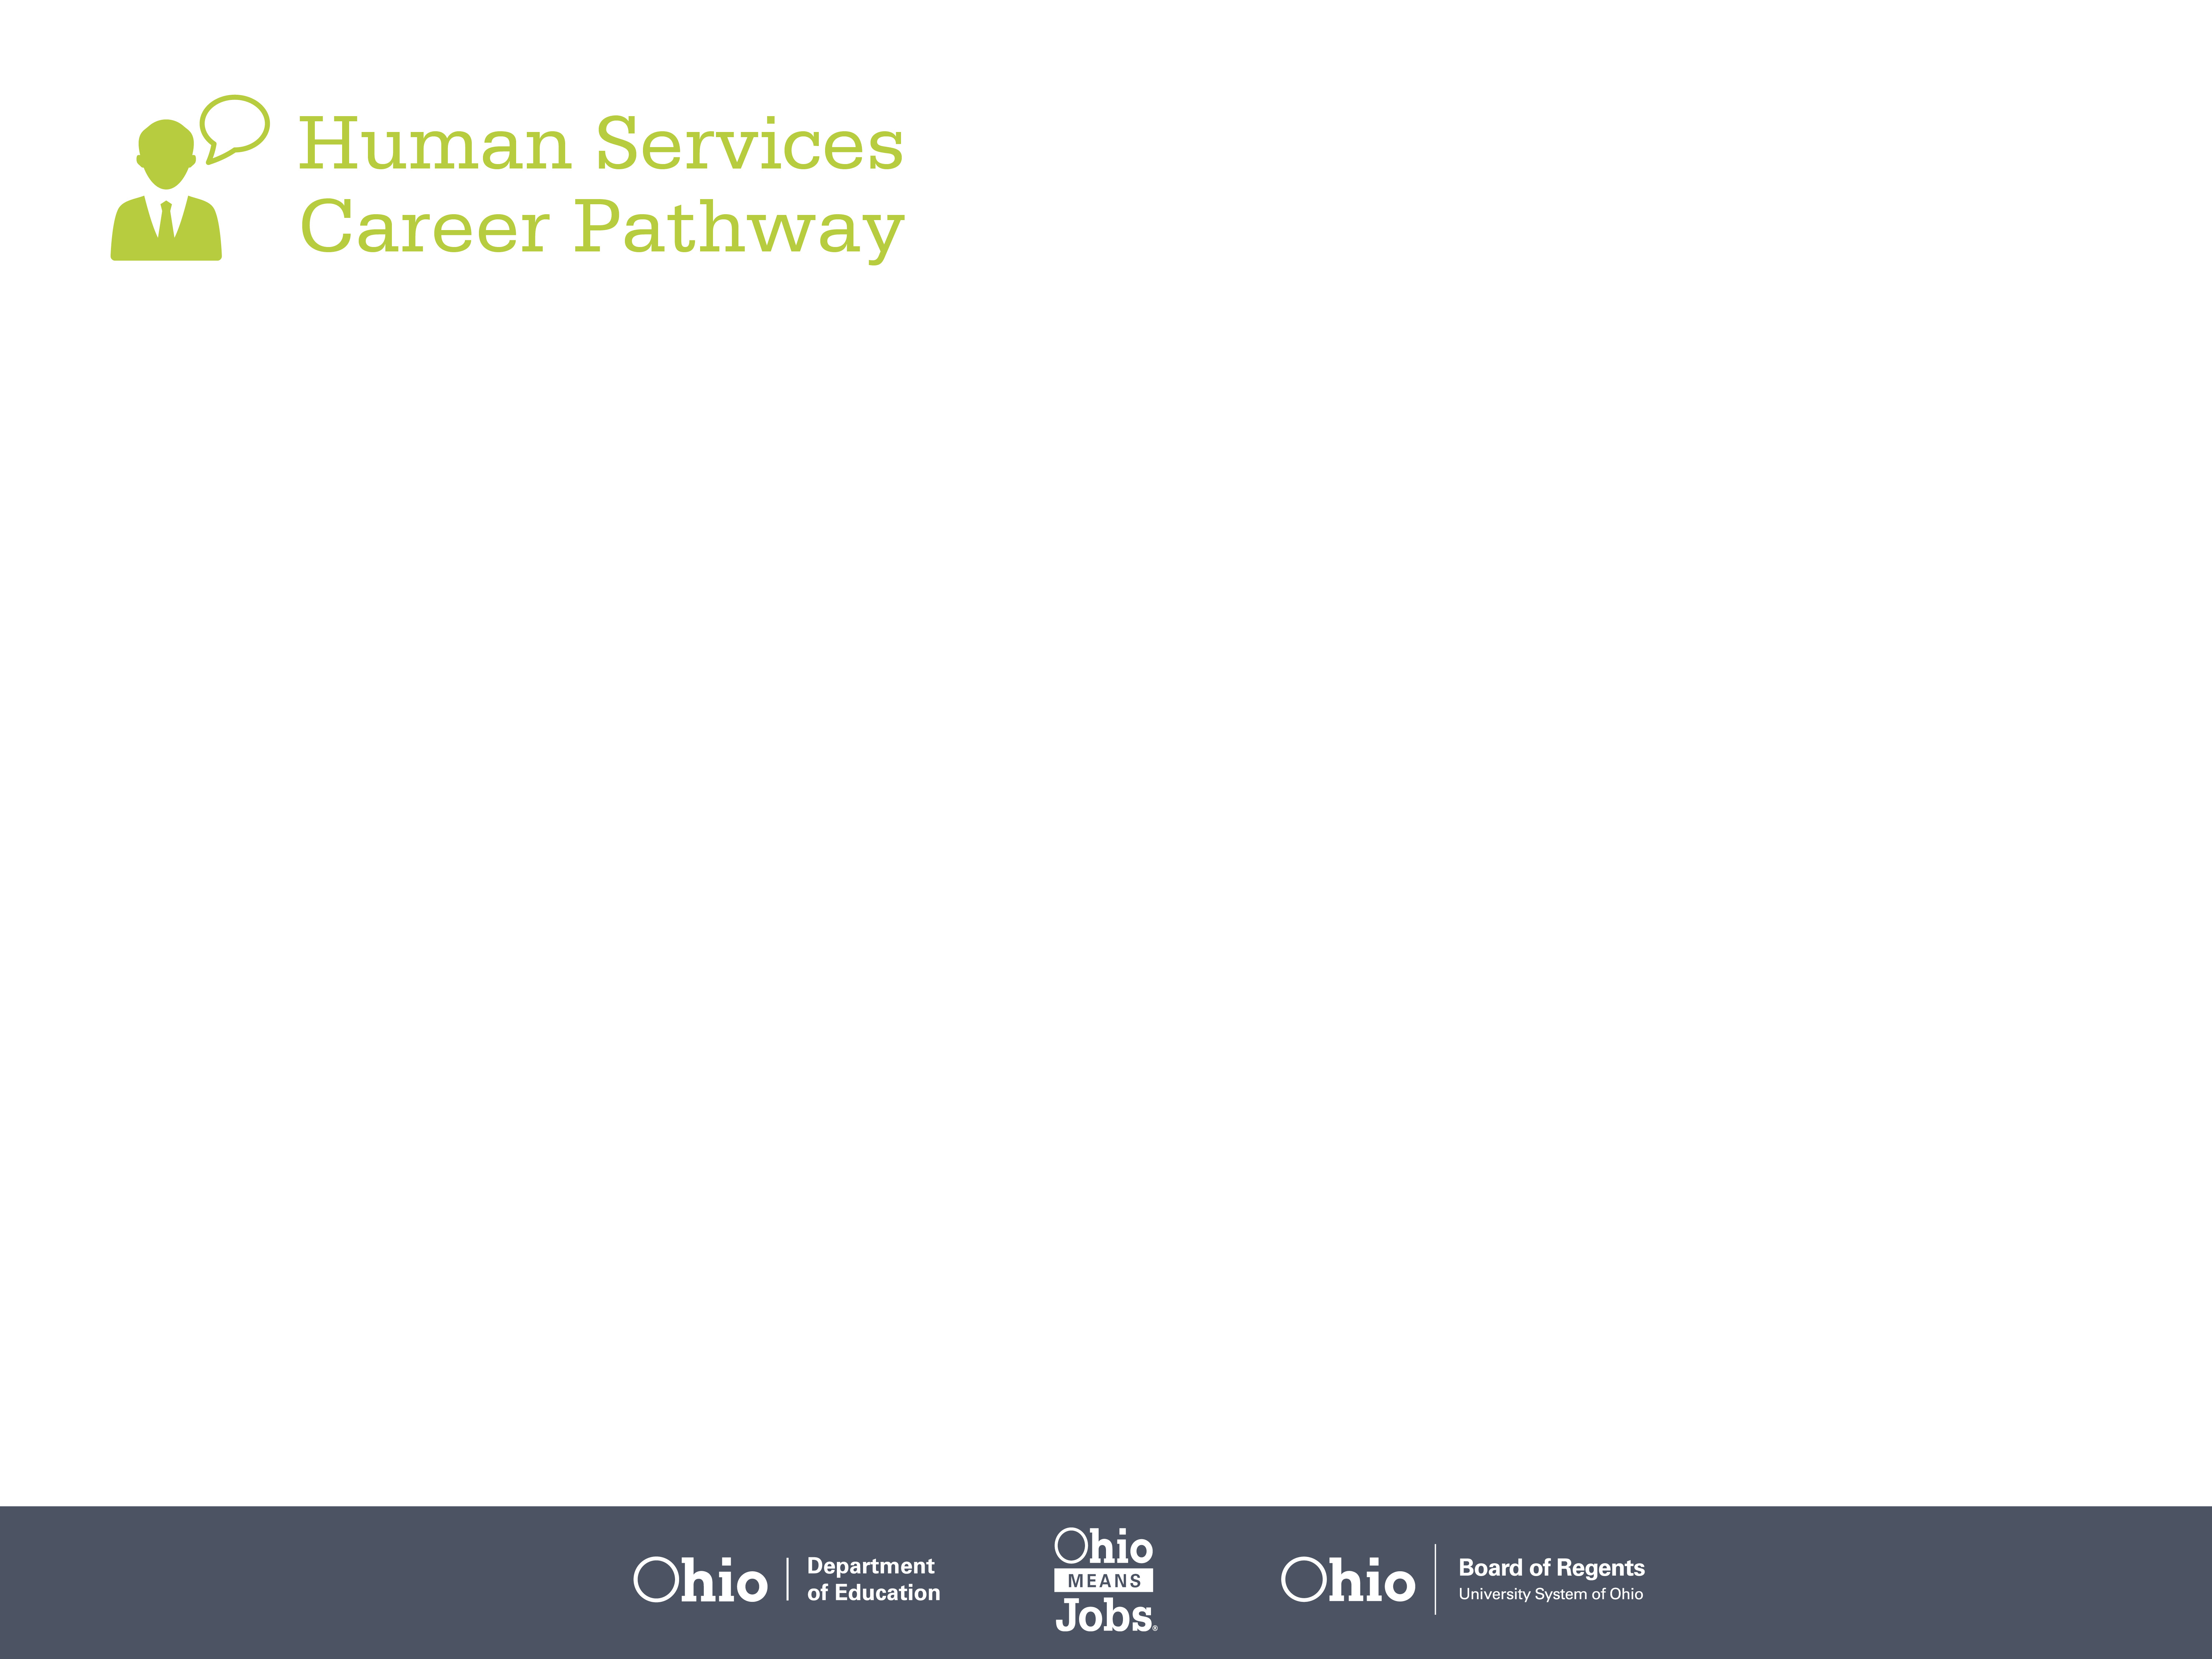 Human Services
Career Pathway
Ohio
Department
of Education
Ohio
MEANS
Jobs®
Ohio
Board of Regents
University System of Ohio